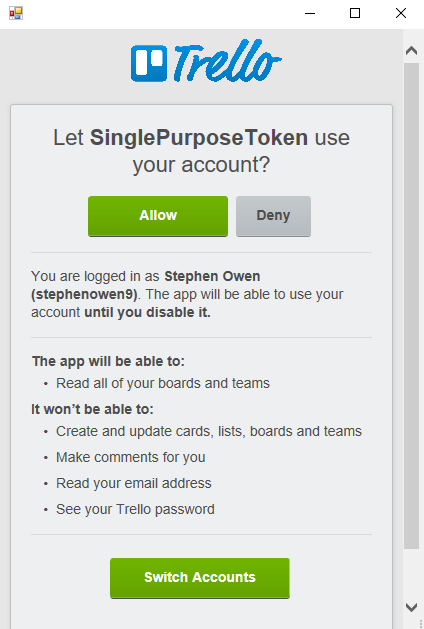 Trello
Let SinglePurposeToken use
your account?
Allow
Deny
You are logged in as Stephen Owen
(stephenowen9). The app will be able to use your
account until you disable it.
The app will be able to:
• Read all of your boards and teams
It won’t be able to:
• Create and update cards, lists, boards and teams
• Make comments for you
• Read your email address
• See your Trello password
Switch Accounts